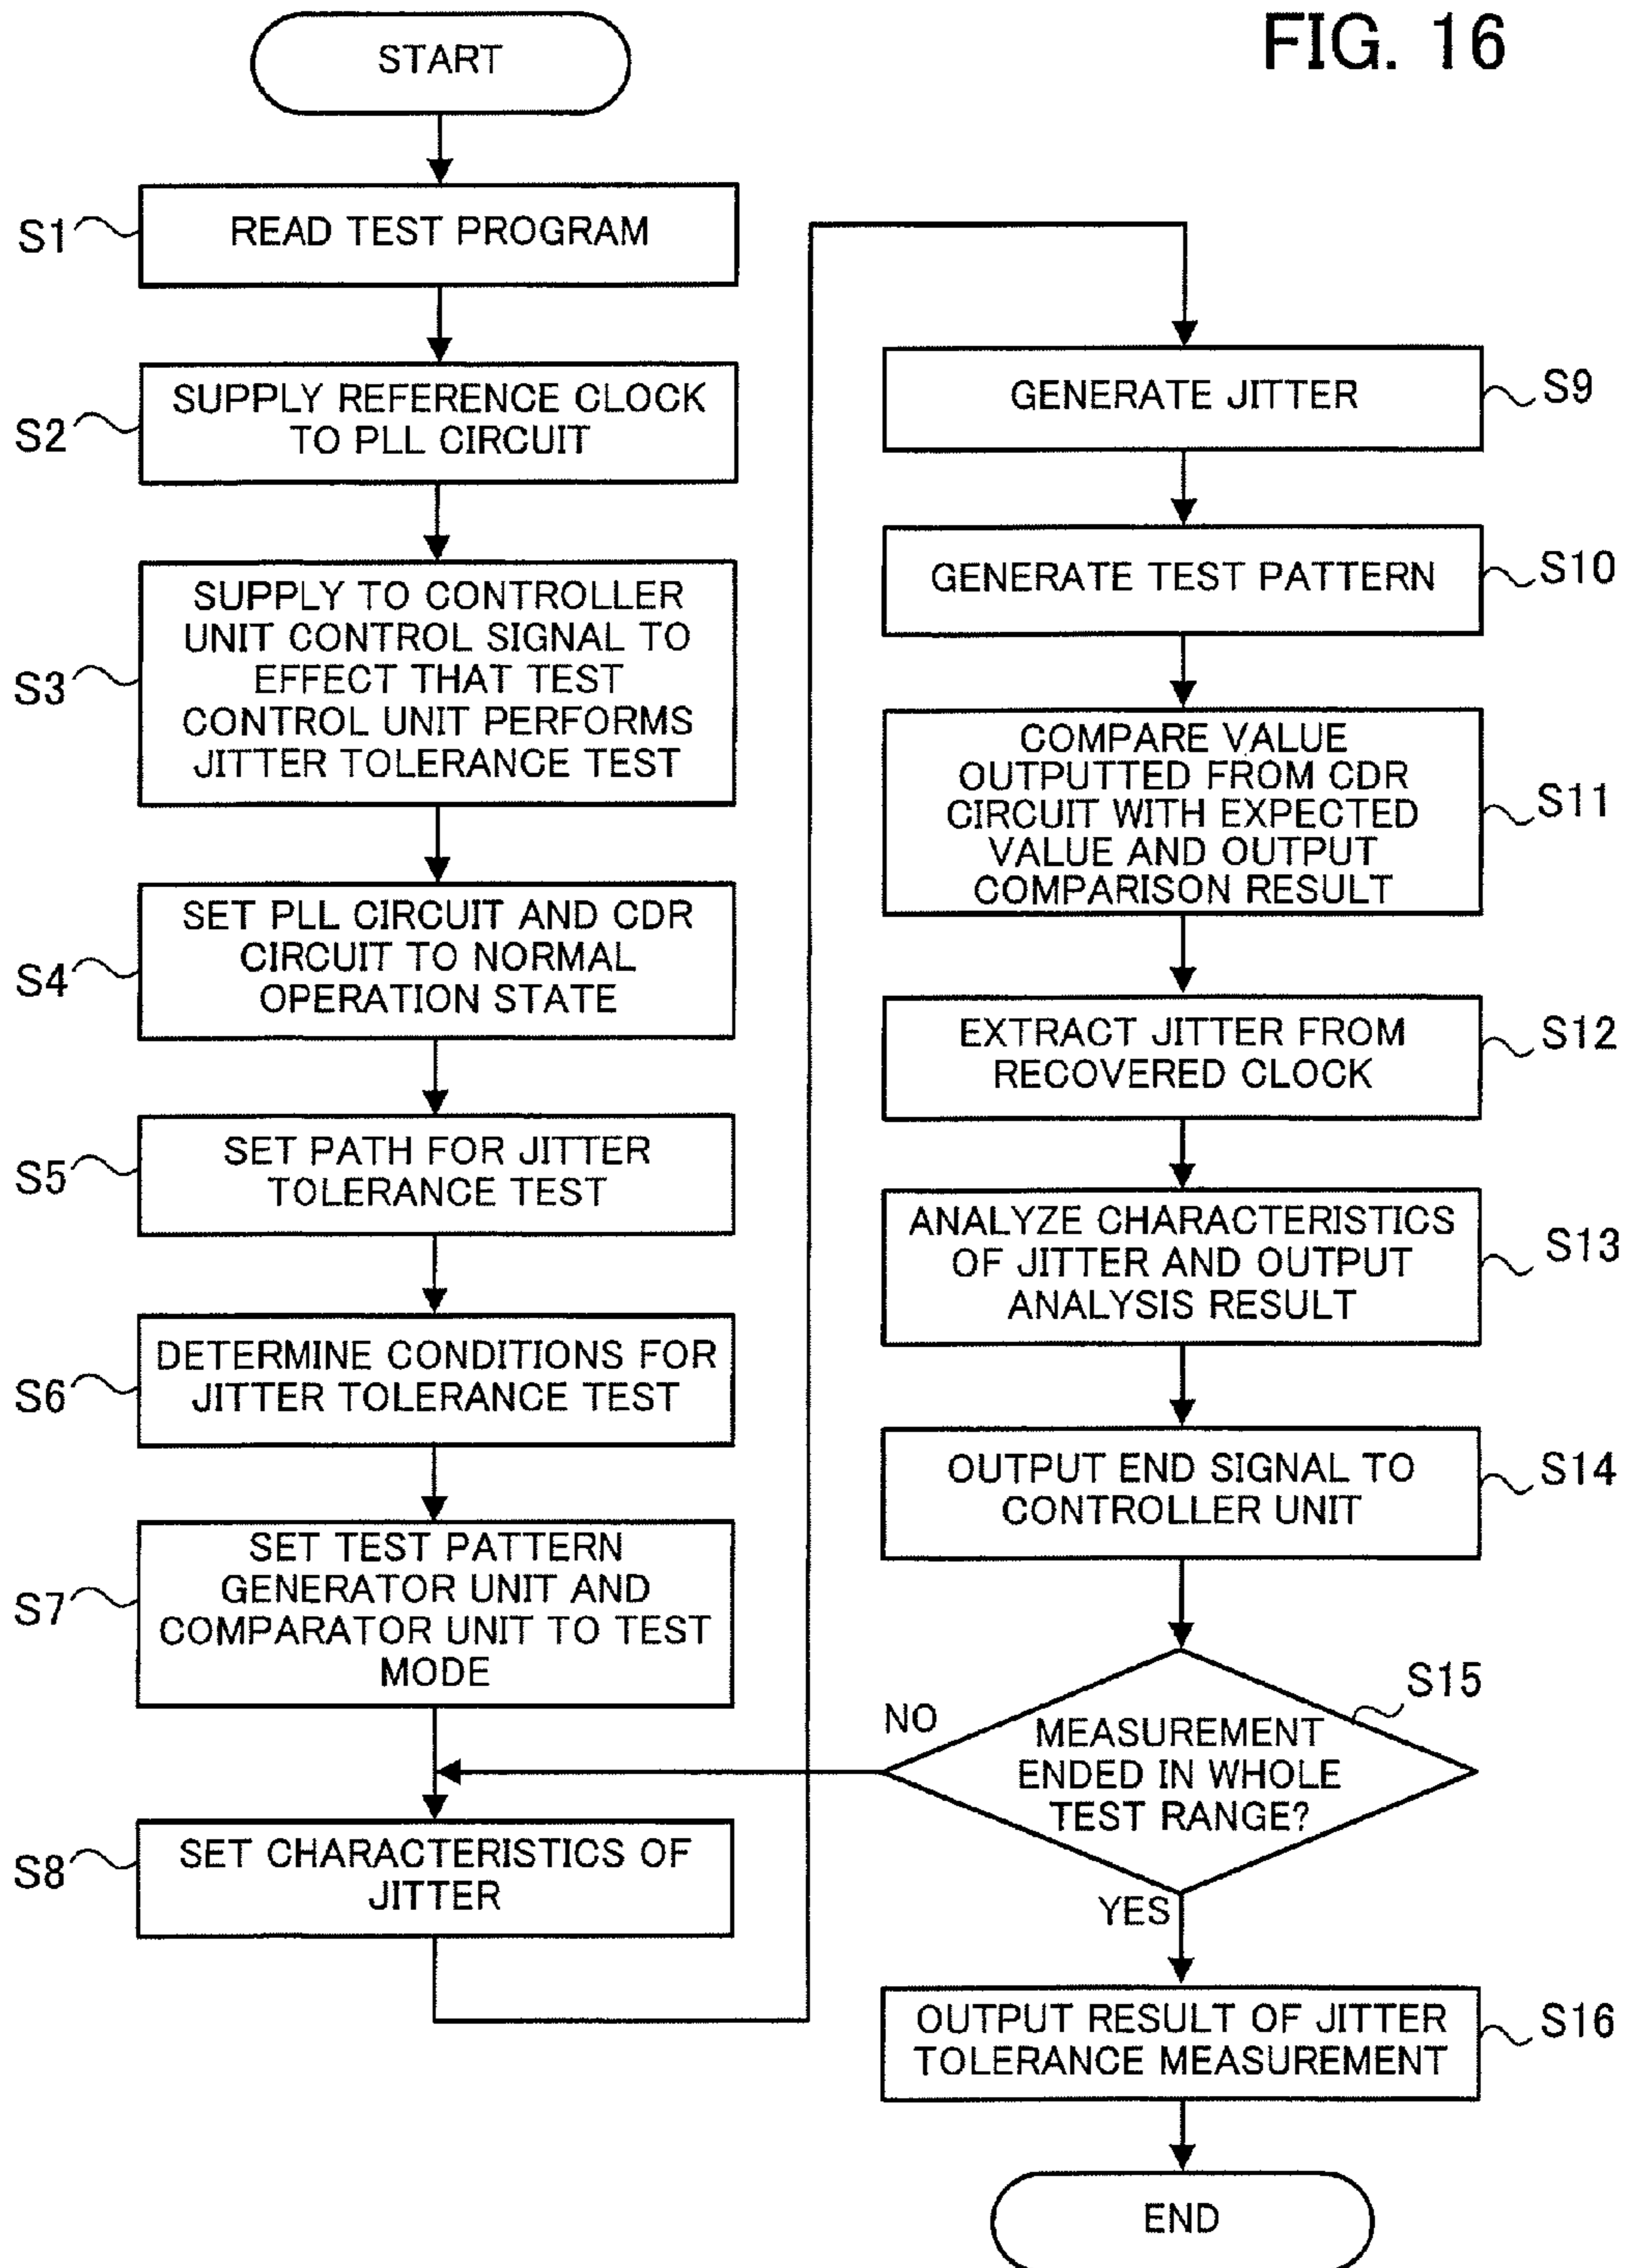 FIG. 16
START
S1
READ TEST PROGRAM
S2
SUPPLY REFERENCE CLOCK
TO PLL CIRCUIT
S3
SUPPLY TO CONTROLLER
UNIT CONTROL SIGNAL TO
EFFECT THAT TEST
CONTROL UNIT PERFORMS
JITTER TOLERANCE TEST
S4
SET PLL CIRCUIT AND CDR
CIRCUIT TO NORMAL
OPERATION STATE
S5
SET PATH FOR JITTER
TOLERANCE TEST
S6
DETERMINE CONDITIONS FOR
JITTER TOLERANCE TEST
S7
SET TEST PATTERN
GENERATOR UNIT AND
COMPARATOR UNIT TO TEST
MODE
S8
SET CHARACTERISTICS OF
JITTER
GENERATE JITTER
S9
GENERATE TEST PATTERN
S10
COMPARE VALUE
OUTPUTTED FROM CDR
CIRCUIT WITH EXPECTED
VALUE AND OUTPUT
COMPARISON RESULT
S11
EXTRACT JITTER FROM
RECOVERED CLOCK
S12
ANALYZE CHARACTERISTICS
OF JITTER AND OUTPUT
ANALYSIS RESULT
S13
OUTPUT END SIGNAL TO
CONTROLLER UNIT
S14
S15
NO
MEASUREMENT
ENDED IN WHOLE
TEST RANGE?
YES
OUTPUT RESULT OF JITTER
TOLERANCE MEASUREMENT
S16
END